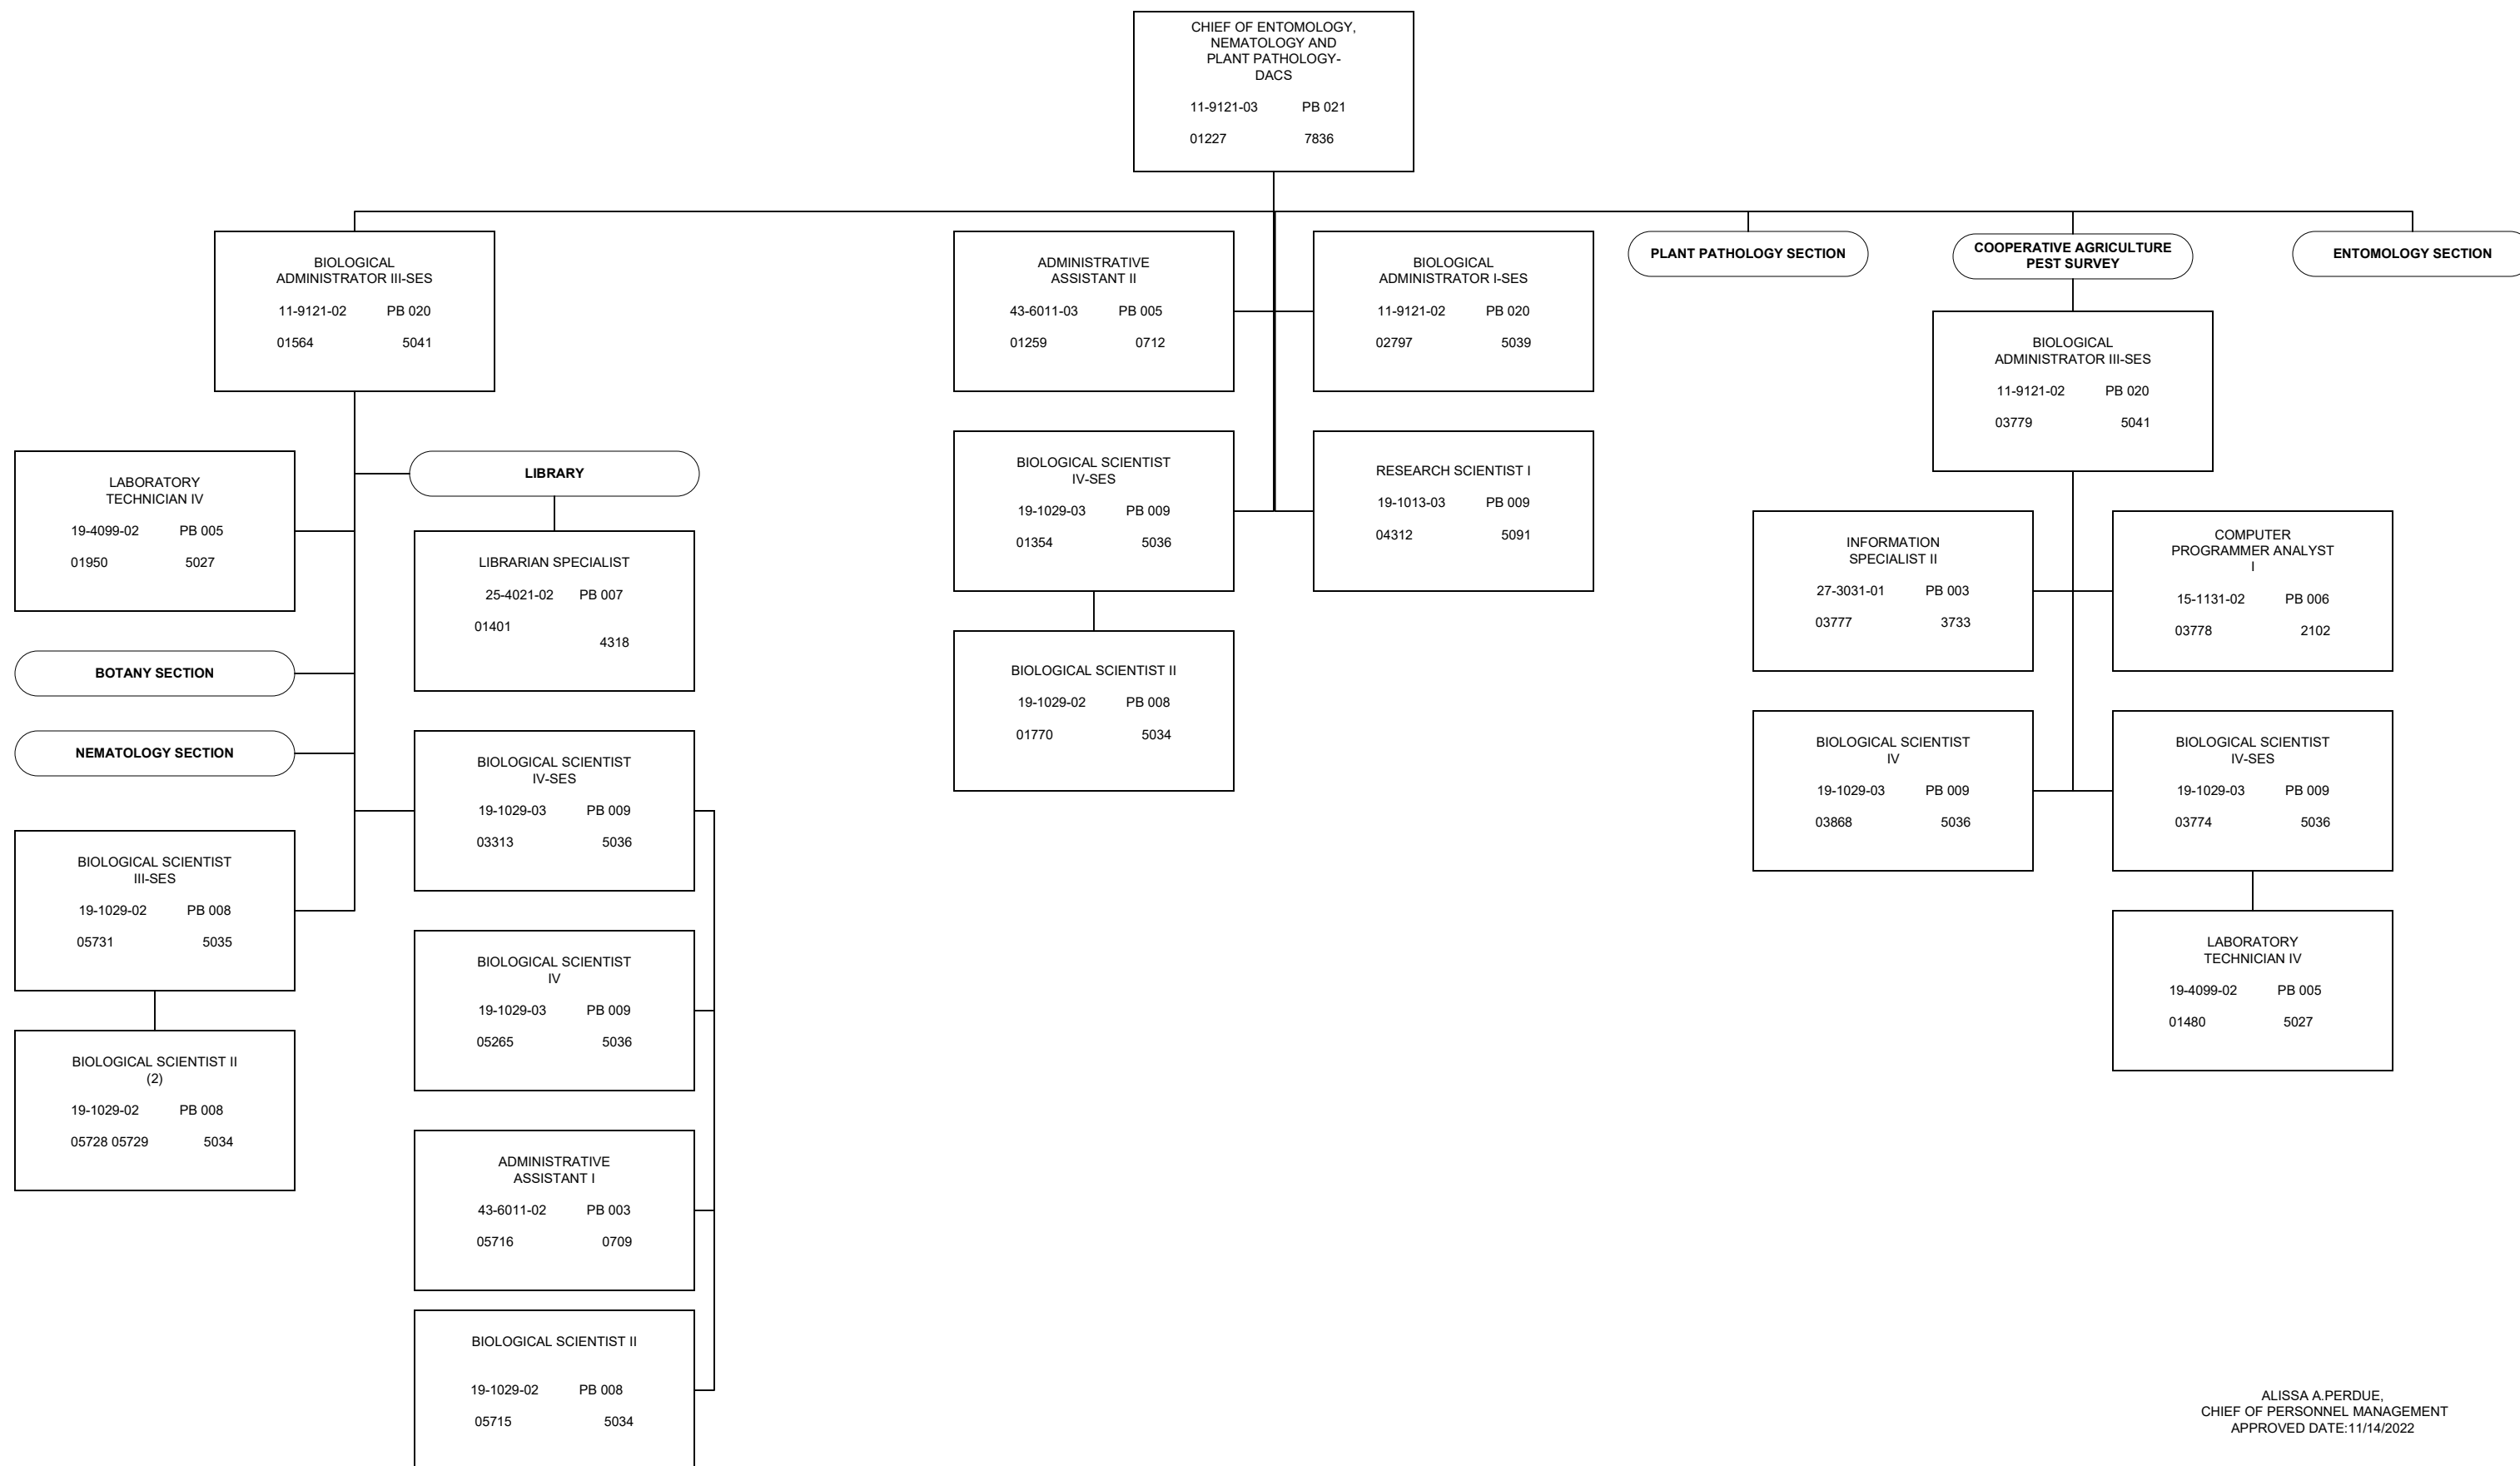 CHIEF OF ENTOMOLOGY,
NEMATOLOGY AND
PLANT PATHOLOGY-
DACS
11-9121-03 PB 021
01227 7836
BIOLOGICAL
ADMINISTRATOR III-SES
11-9121-02 PB 020
01564 5041
ADMINISTRATIVE
ASSISTANT II
43-6011-03 PB 005
01259 0712
BIOLOGICAL
ADMINISTRATOR I-SES
11-9121-02 PB 020
02797 5039
PLANT PATHOLOGY SECTION
COOPERATIVE AGRICULTURE
PEST SURVEY
ENTOMOLOGY SECTION
BIOLOGICAL
ADMINISTRATOR III-SES
11-9121-02 PB 020
03779 5041
LABORATORY
TECHNICIAN IV
19-4099-02 PB 005
01950 5027
LIBRARY
LIBRARIAN SPECIALIST
25-4021-02 PB 007
01401
4318
BIOLOGICAL SCIENTIST
IV-SES
19-1029-03 PB 009
01354 5036
RESEARCH SCIENTIST I
19-1013-03 PB 009
04312 5091
INFORMATION
SPECIALIST II
27-3031-01 PB 003
03777 3733
COMPUTER
PROGRAMMER ANALYST
I
15-1131-02 PB 006
03778 2102
BOTANY SECTION
NEMATOLOGY SECTION
BIOLOGICAL SCIENTIST II
19-1029-02 PB 008
01770 5034
BIOLOGICAL SCIENTIST
IV-SES
19-1029-03 PB 009
03313 5036
BIOLOGICAL SCIENTIST
IV
19-1029-03 PB 009
03868 5036
BIOLOGICAL SCIENTIST
IV-SES
19-1029-03 PB 009
03774 5036
BIOLOGICAL SCIENTIST
III-SES
19-1029-02 PB 008
05731 5035
BIOLOGICAL SCIENTIST
IV
19-1029-03 PB 009
05265 5036
LABORATORY
TECHNICIAN IV
19-4099-02 PB 005
01480 5027
BIOLOGICAL SCIENTIST II
(2)
19-1029-02 PB 008
05728 05729 5034
ADMINISTRATIVE
ASSISTANT I
43-6011-02 PB 003
05716 0709
BIOLOGICAL SCIENTIST II
19-1029-02 PB 008
05715 5034
ALISSA A.PERDUE,
CHIEF OF PERSONNEL MANAGEMENT
APPROVED DATE:11/14/2022